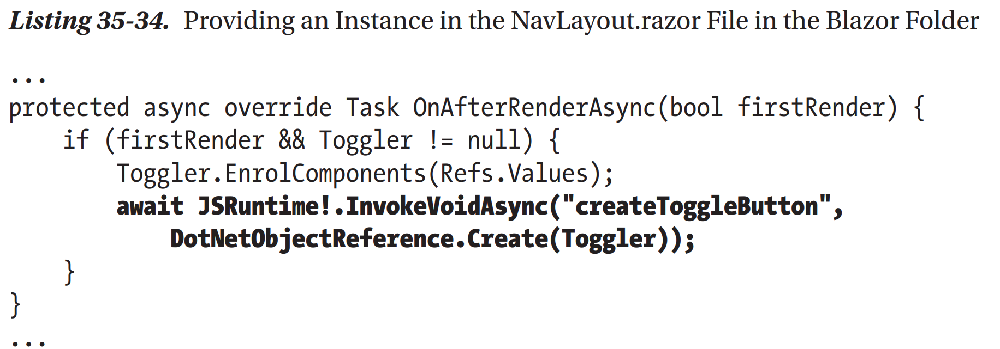 Listing 35-34. Providing an Instance in the NavLayout.razor File in the Blazor Folder
...
protected async override Task OnAfterRenderAsync(bool firstRender) {
    if (firstRender && Toggler != null) {
        Toggler.EnrolComponents(Refs.Values);
        await JSRuntime!.InvokeVoidAsync("createToggleButton",
            DotNetObjectReference.Create(Toggler));
    }
}
...